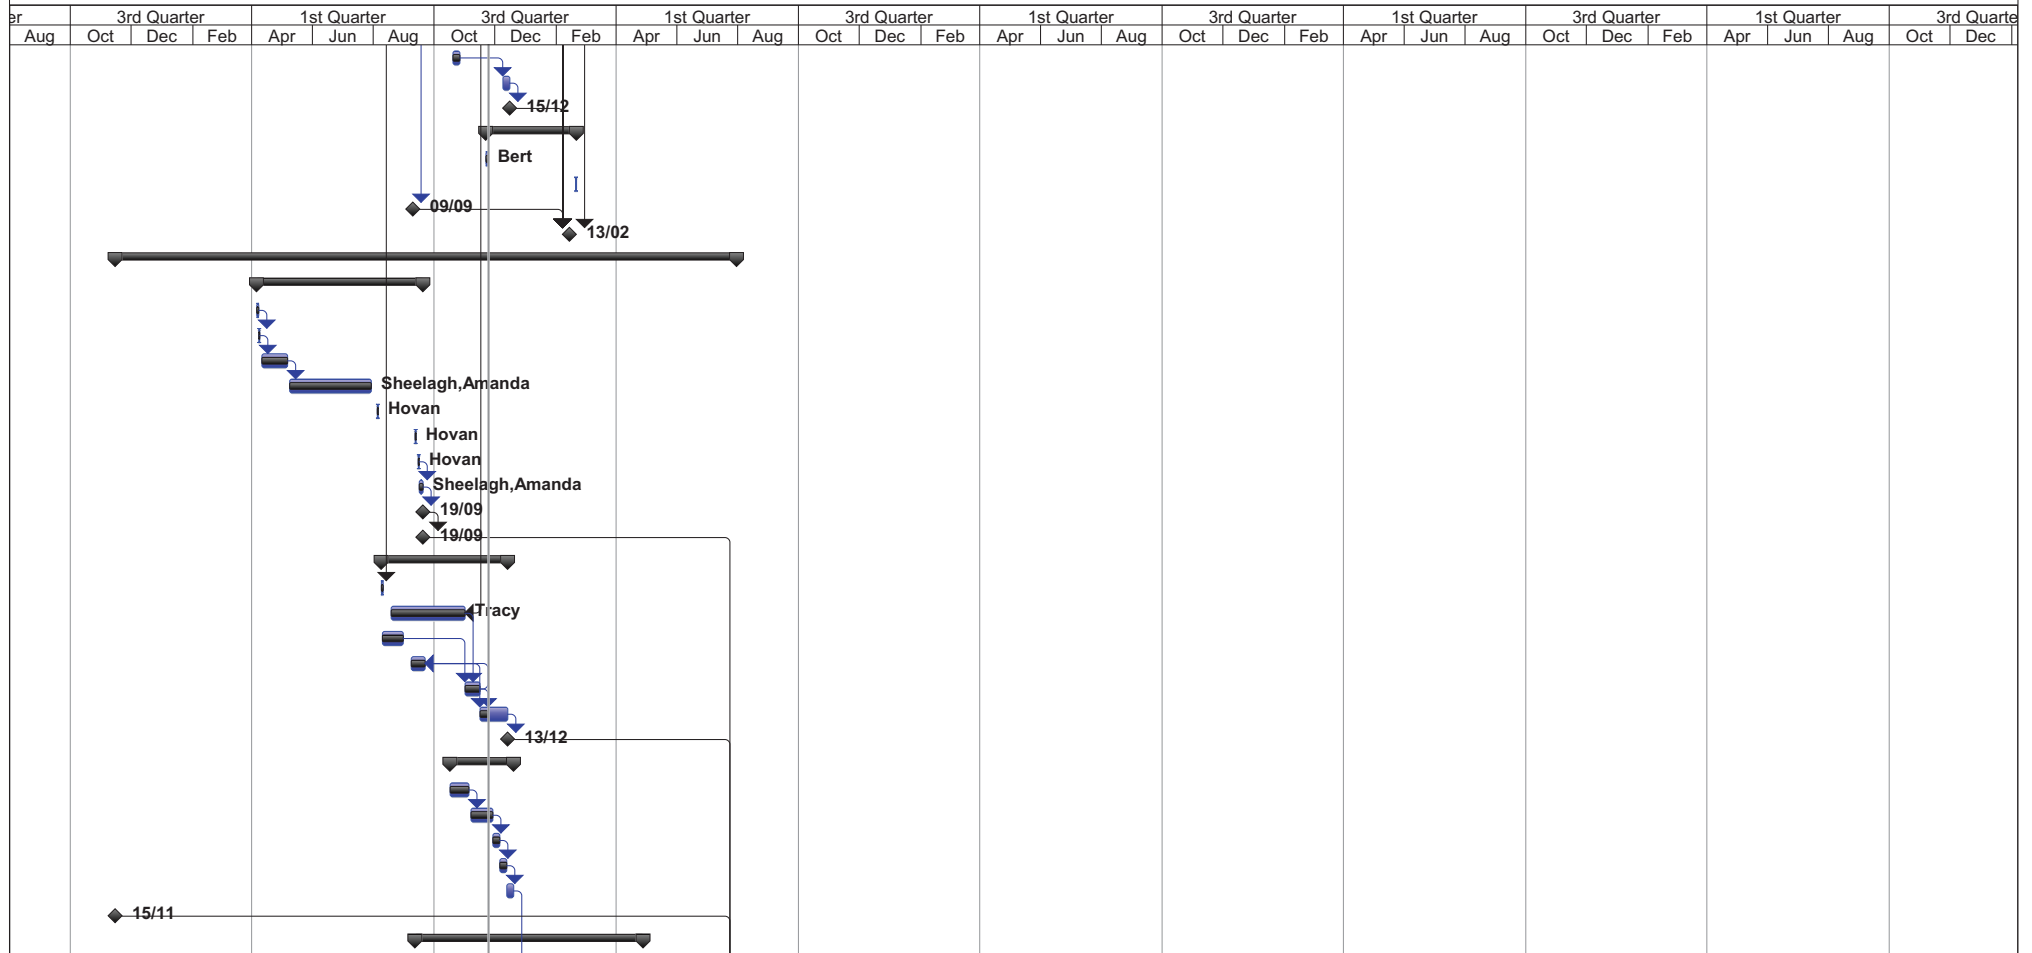 er 3rd Quarter 1st Quarter 3rd Quarter 1st Quarter 3rd Quarter 1st Quarter 3rd Quarter 1st Quarter 3rd Quarter 1st Quarter 3rd Quarte
Aug Oct Dec Feb Apr Jun Aug Oct Dec Feb Apr Jun Aug Oct Dec Feb Apr Jun Aug Oct Dec Feb Apr Jun Aug Oct Dec Feb Apr Jun Aug Oct Dec
15/12
Bert
09/09
13/02
Sheelagh,Amanda
Hovan
Hovan
Hovan
Sheelagh,Amanda
19/09
19/09
Tracy
13/12
15/11